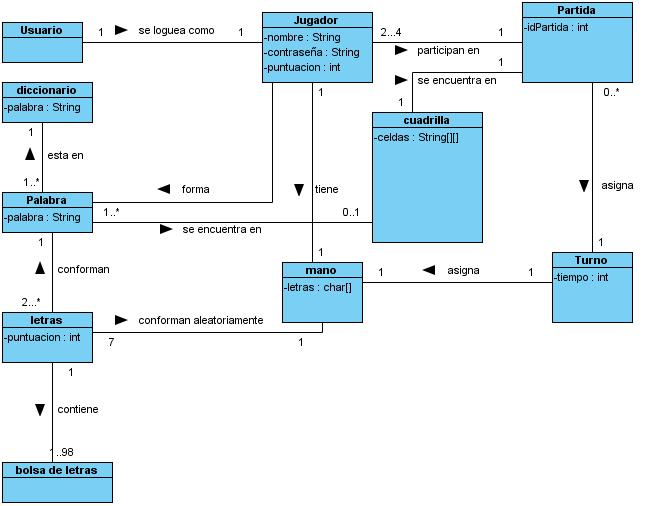 Usuario
1
se loguea como
1
Jugador
-nombre : String
-contraseña : String
-puntuacion : int
2...4
participan en
1
Partida
-idPartida : int
1
se encuentra en
1
0..*
diccionario
-palabra : String
1
esta en
1..*
cuadrilla
-celdas : String[][]
1
tiene
1
asigna
1
forma
1..*
Palabra
-palabra : String
se encuentra en
0..1
1
conforman
2...*
mano
-letras : char[]
1
asigna
1
Turno
-tiempo : int
letras
-puntuacion : int
7
conforman aleatoriamente
1
1
contiene
1..98
bolsa de letras